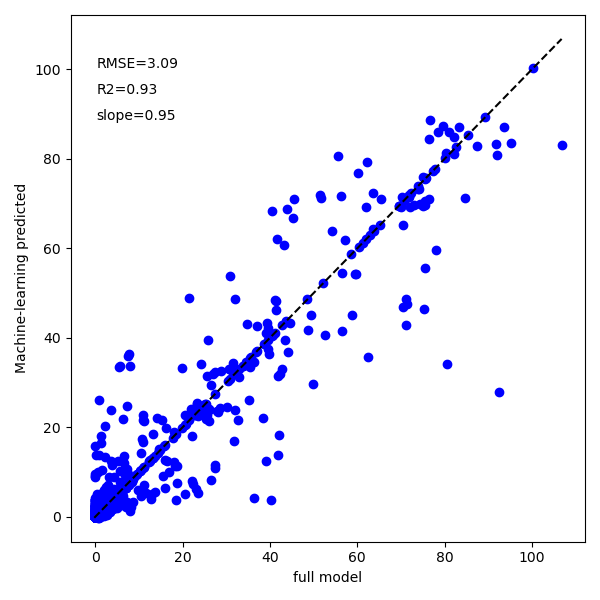 RMSE=3.09
R2=0.93
slope=0.95
100
80
60
40
20
0
Machine-learning predicted
0 20 40 60 80 100
full model